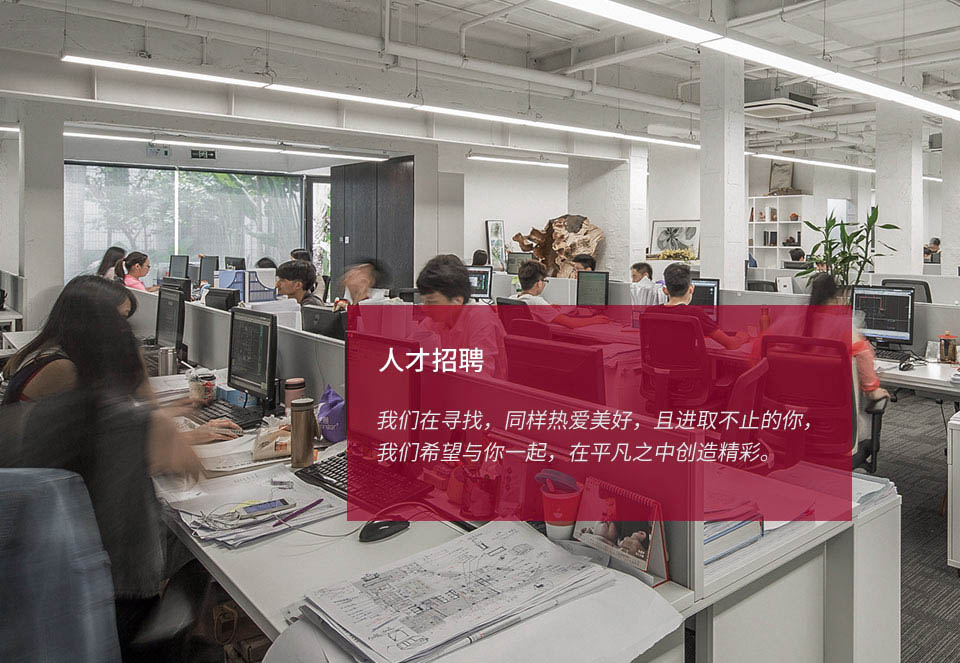 人才招聘
我们在寻找，同样热爱美好，且进取不止的你，
我们希望与你一起，在平凡之中创造精彩。